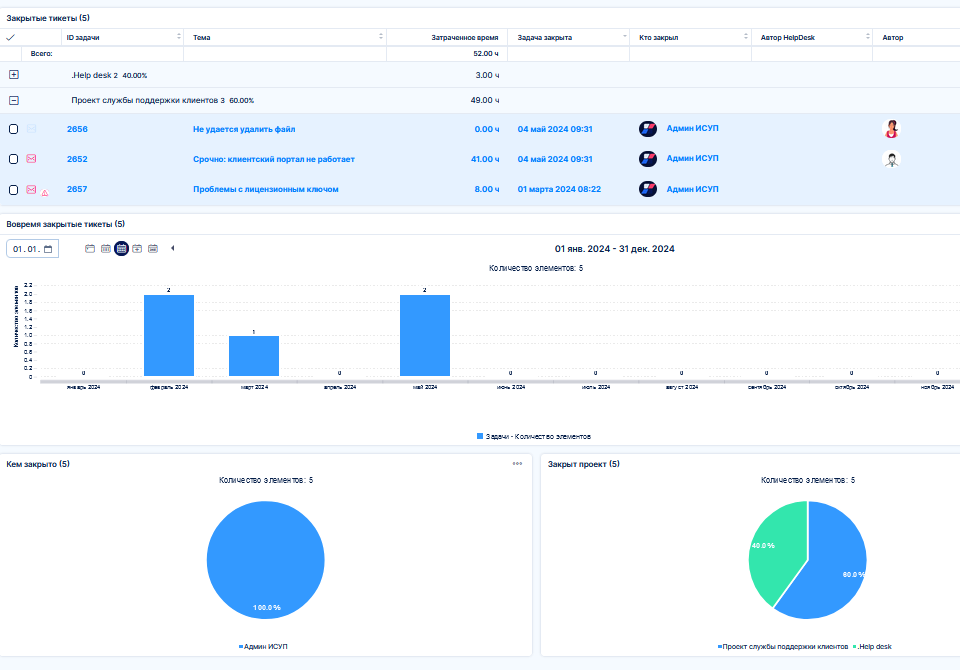 Закрытые тикеты (5)
ID задачи Тема Затраченное время Задача закрыта Кто закрыл Автор HelpDesk Автор
Всего: 52.00 ч
.Help desk 2 40.00% 3.00 ч
Проект службы поддержки клиентов 3 60.00% 49.00 ч
2656 Не удается удалить файл 0.00 ч 04 май 2024 09:31 Админ ИСУП
2652 Срочно: клиентский портал не работает 41.00 ч 04 май 2024 09:31 Админ ИСУП
2657 Проблемы с лицензионным ключом 8.00 ч 01 марта 2024 08:22 Админ ИСУП
Вовремя закрытые тикеты (5)
01.01. 01 янв. 2024 - 31 дек. 2024
Количество элементов: 5
Количество элементов
2.2
2.0
1.8
1.6
1.4
1.2
1.0
0.8
0.6
0.4
0.2
0
0 2 1 0 2 0 0 0 0 0 0
январь 2024 февраль 2024 март 2024 апрель 2024 май 2024 июнь 2024 июль 2024 август 2024 сентябрь 2024 октябрь 2024 ноябрь 2024
Задачи - Количество элементов
Кем закрыто (5)
Количество элементов: 5
100.0%
Админ ИСУП
Закрыт проект (5)
Количество элементов: 5
40.0%
60.0%
Проект службы поддержки клиентов .Help desk